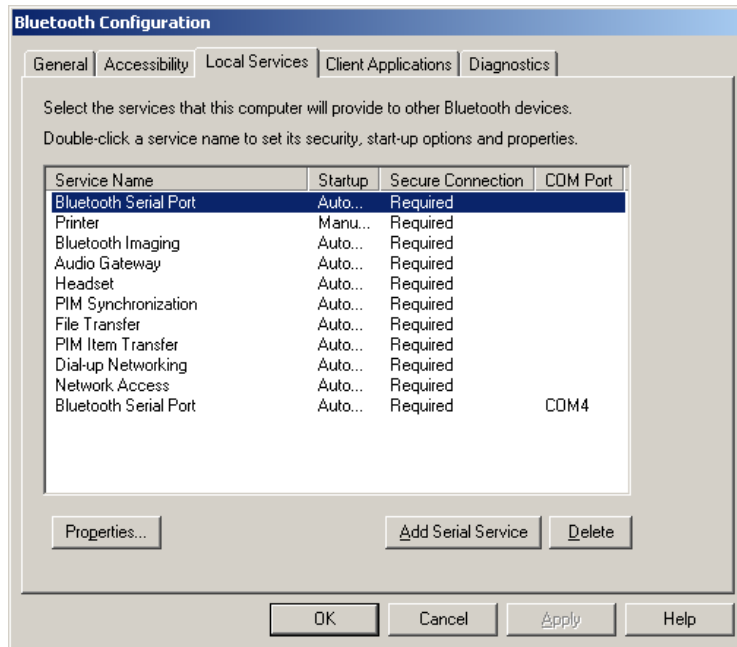 Bluetooth Configuration
General Accessibility Local Services Client Applications Diagnostics
Select the services that this computer will provide to other Bluetooth devices.
Double-click a service name to set its security, start-up options and properties.
Service Name Startup Secure Connection COM Port
Bluetooth Serial Port Auto... Required
Printer Manu... Required
Bluetooth Imaging Auto... Required
Audio Gateway Auto... Required
Headset Auto... Required
PIM Synchronization Auto... Required
File Transfer Auto... Required
PIM Item Transfer Auto... Required
Dial-up Networking Auto... Required
Network Access Auto... Required
Bluetooth Serial Port Auto... Required COM4
Properties... Add Serial Service Delete
OK Cancel Apply Help